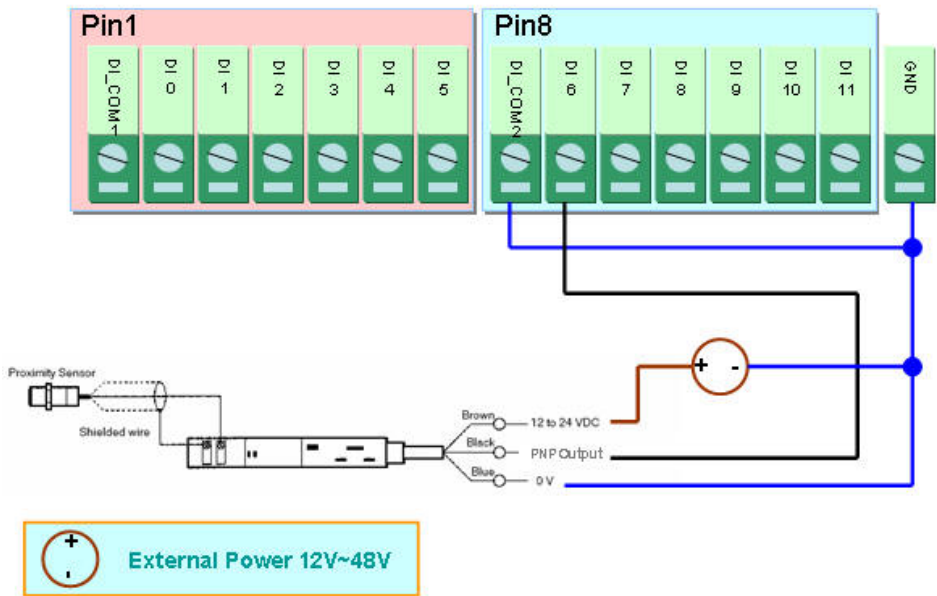 Pin1
Pin8
DI_COM1
DI 0
DI 1
DI 2
DI 3
DI 4
DI 5
DI_COM2
DI 6
DI 7
DI 8
DI 9
DI 10
DI 11
GND
Proximity Sensor
Shielded wire
Brown
12 to 24 VDC
Black
PNP Output
Blue
0 V
+
-
+
-
External Power 12V~48V